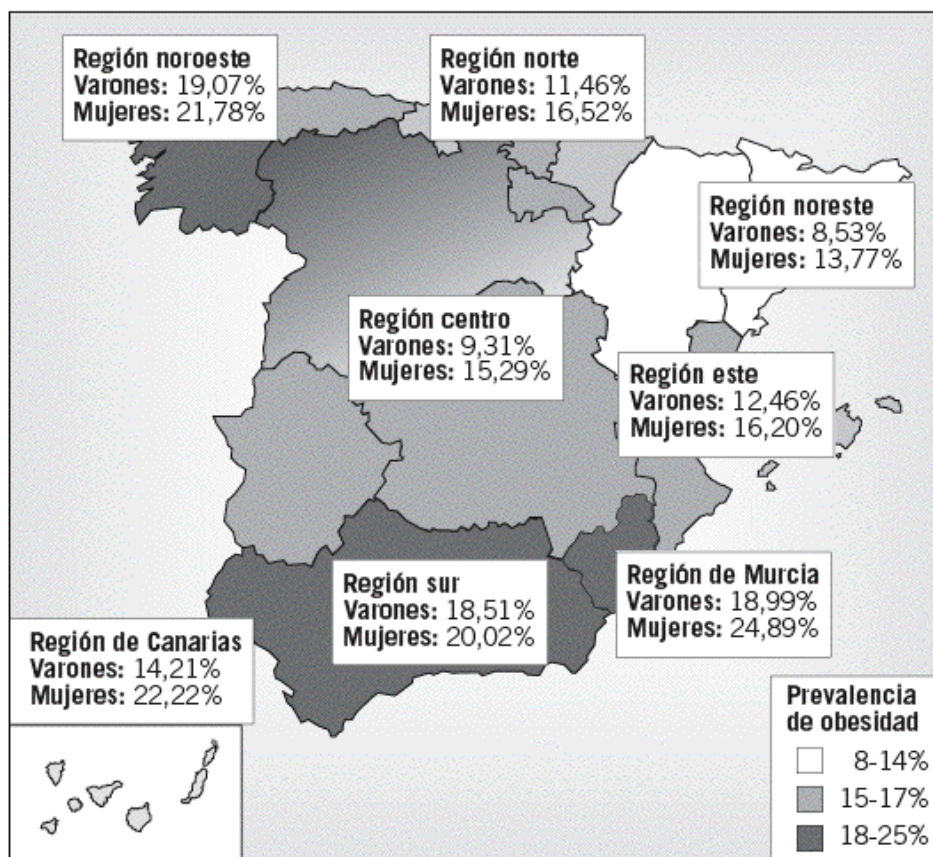 Región noroeste
Varones: 19,07%
Mujeres: 21,78%
Región norte
Varones: 11,46%
Mujeres: 16,52%
Región noreste
Varones: 8,53%
Mujeres: 13,77%
Región centro
Varones: 9,31%
Mujeres: 15,29%
Región este
Varones: 12,46%
Mujeres: 16,20%
Región sur
Varones: 18,51%
Mujeres: 20,02%
Región de Murcia
Varones: 18,99%
Mujeres: 24,89%
Región de Canarias
Varones: 14,21%
Mujeres: 22,22%
Prevalencia
de obesidad
8-14%
15-17%
18-25%